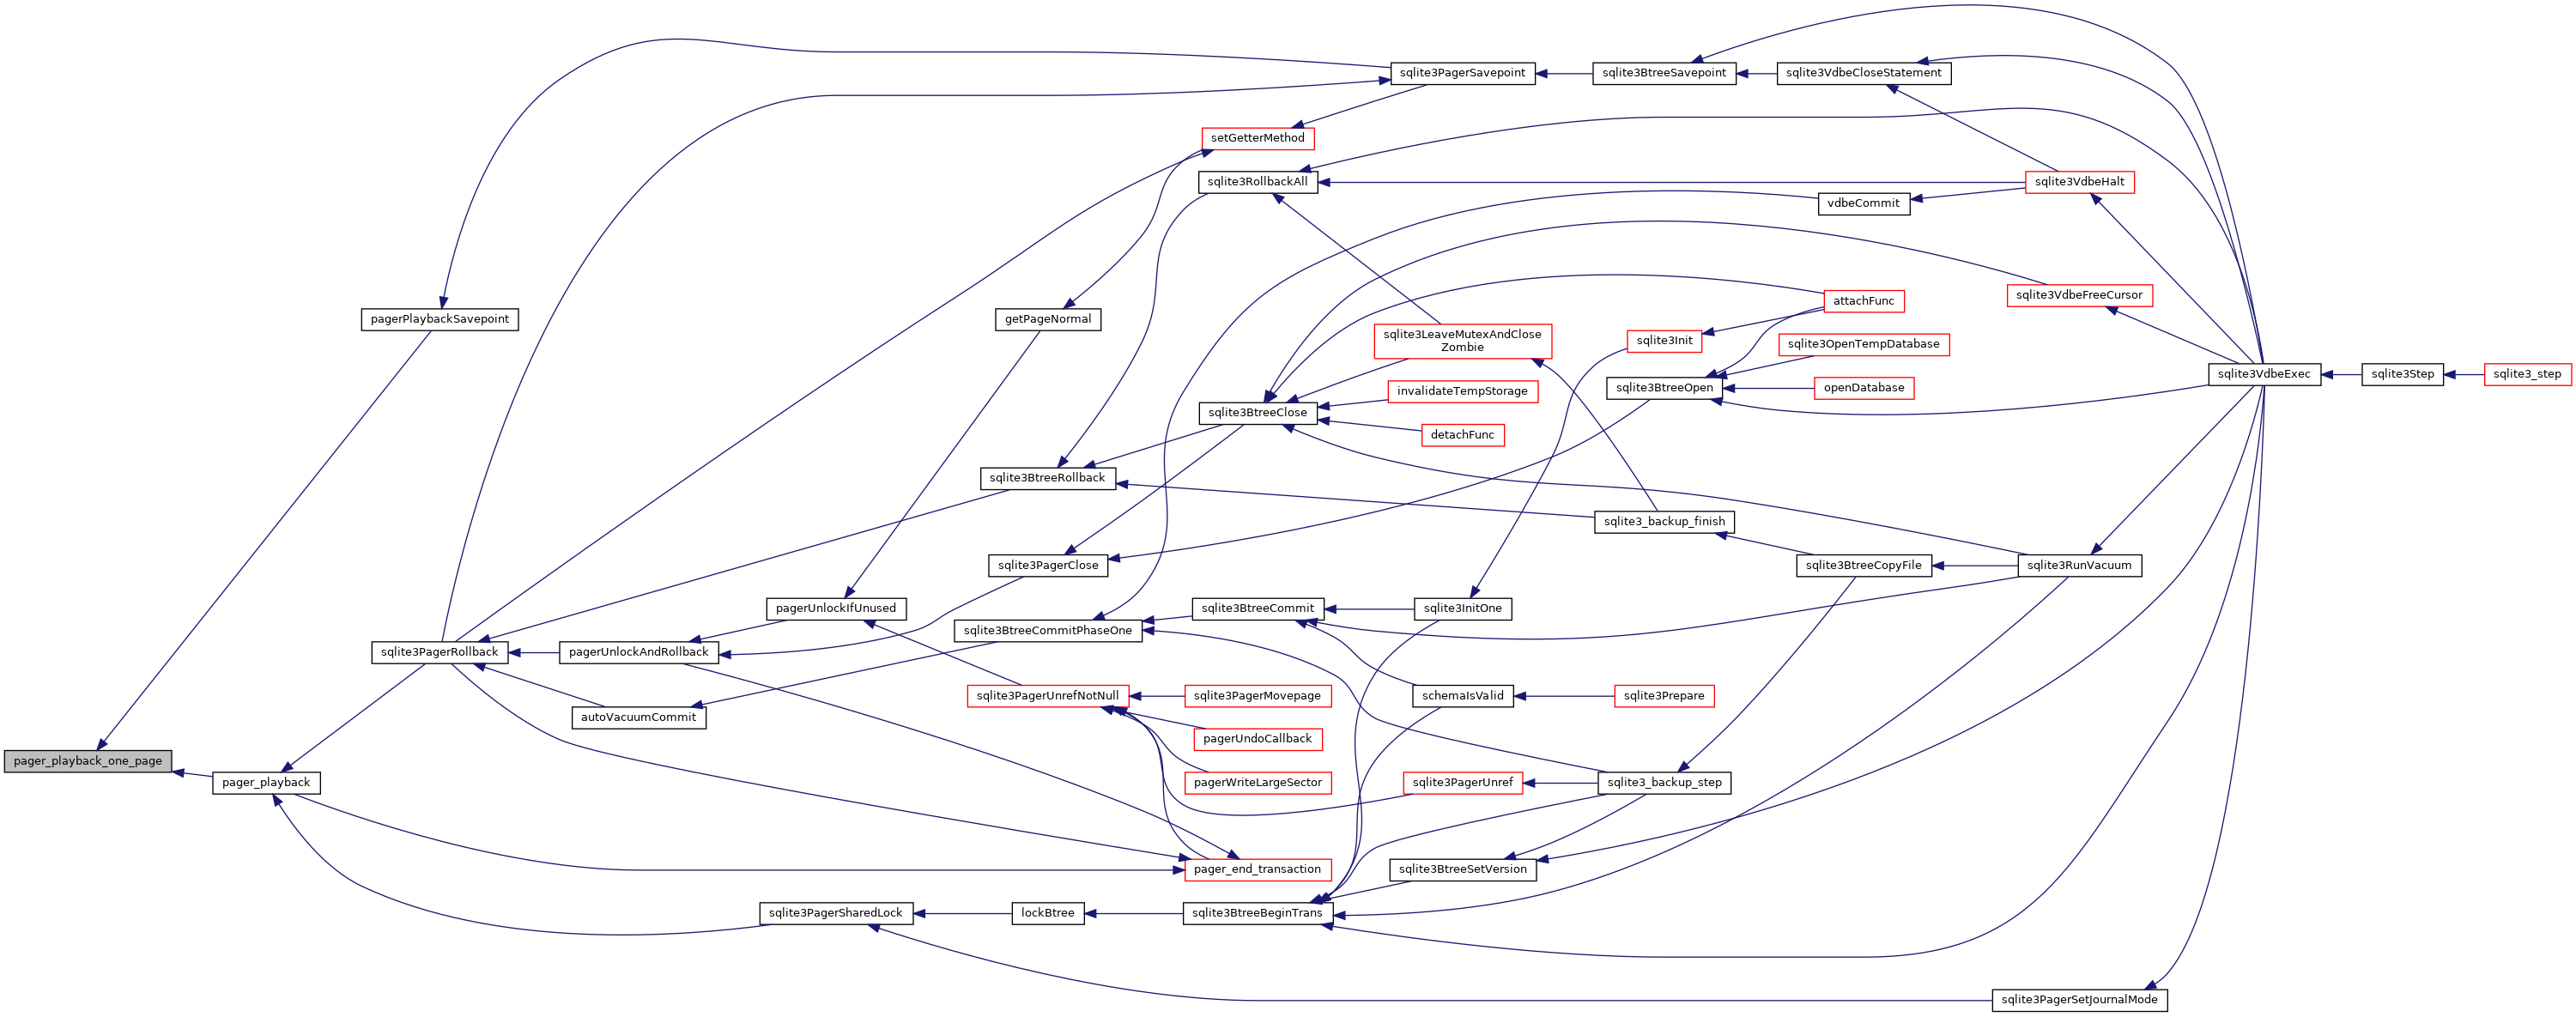 sqlite3PagerSavepoint
sqlite3BtreeSavepoint
sqlite3VdbeCloseStatement
setGetterMethod
sqlite3RollbackAll
sqlite3VdbeHalt
vdbeCommit
sqlite3VdbeFreeCursor
attachFunc
pagerPlaybackSavepoint
getPageNormal
sqlite3LeaveMutexAndClose
Zombie
sqlite3Init
sqlite3OpenTempDatabase
sqlite3VdbeExec
sqlite3Step
sqlite3_step
sqlite3BtreeOpen
openDatabase
invalidateTempStorage
sqlite3BtreeClose
detachFunc
sqlite3BtreeRollback
sqlite3_backup_finish
sqlite3PagerClose
sqlite3BtreeCopyFile
sqlite3RunVacuum
pagerUnlockIfUnused
sqlite3BtreeCommit
sqlite3InitOne
sqlite3BtreeCommitPhaseOne
sqlite3PagerRollback
pagerUnlockAndRollback
sqlite3PagerUnrefNotNull
sqlite3PagerMovepage
schemaIsValid
sqlite3Prepare
autoVacuumCommit
pagerUndoCallback
pager_playback_one_page
pager_playback
pagerWriteLargeSector
sqlite3PagerUnref
sqlite3_backup_step
pager_end_transaction
sqlite3BtreeSetVersion
sqlite3PagerSharedLock
lockBtree
sqlite3BtreeBeginTrans
sqlite3PagerSetJournalMode